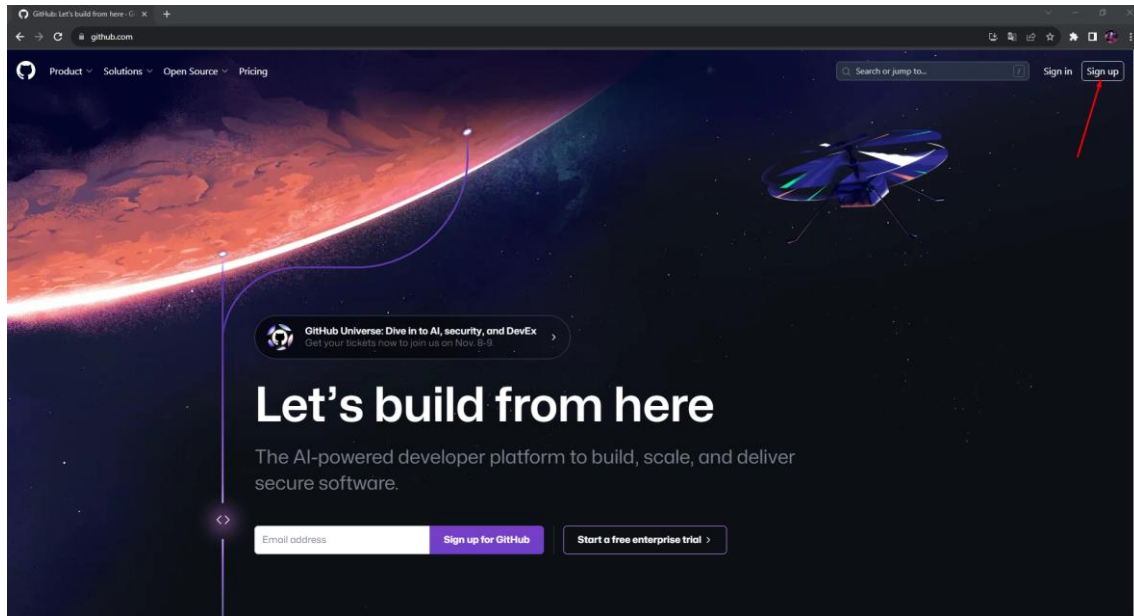 GitHub: Let's build from here · Gi
github.com
Product Solutions Open Source Pricing
Search or jump to... /
Sign in Sign up
GitHub Universe: Dive in to AI, security, and DevEx
Get your tickets now to join us on Nov. 8-9.
Let's build from here
The AI-powered developer platform to build, scale, and deliver
secure software.
Email address Sign up for GitHub Start a free enterprise trial